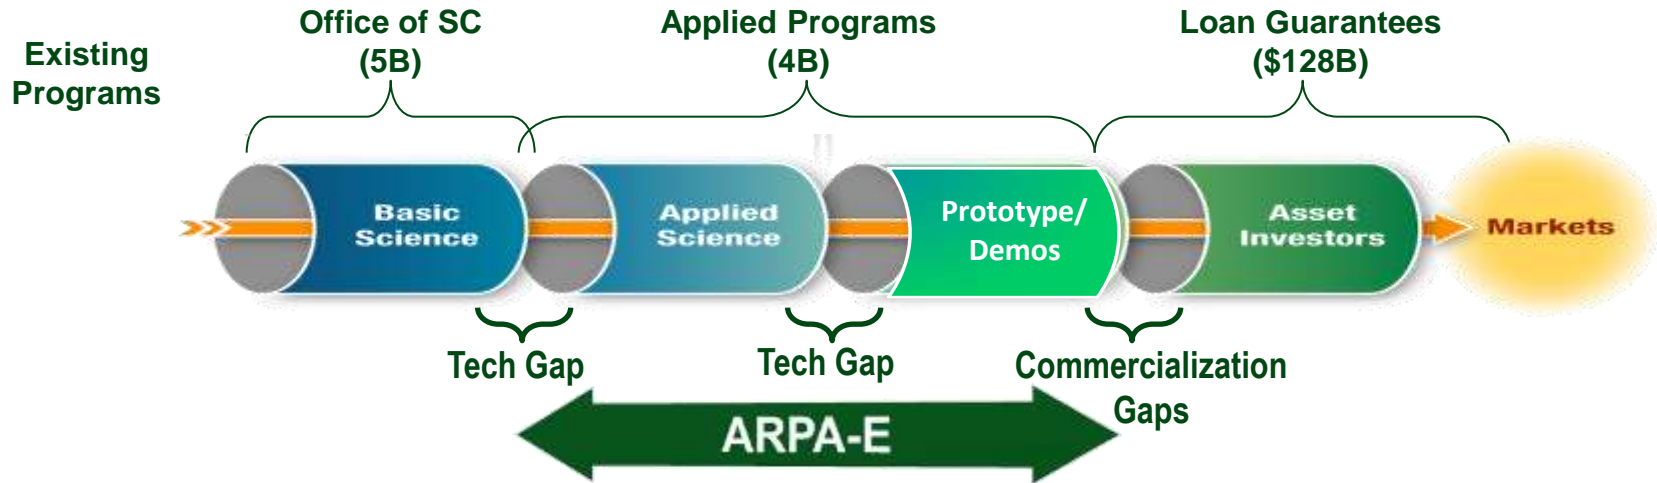 Existing
Programs
Office of SC
(5B)
Applied Programs
(4B)
Loan Guarantees
($128B)
Basic
Science
Applied
Science
Prototype/
Demos
Asset
Investors
Markets
Tech Gap
Tech Gap
Commercialization
Gaps
ARPA-E